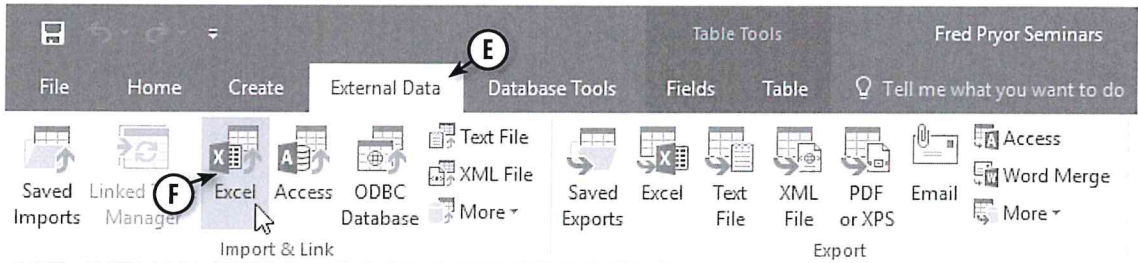 Table Tools Fred Pryor Seminars
E
File Home Create External Data Database Tools Fields Table Tell me what you want to do
Saved Imports
Linked Manager
F
Excel
Access
ODBC Database
Text File
XML File
More
Import & Link
Saved Exports
Excel
Text File
XML File
PDF or XPS
Email
Access
Word Merge
More
Export